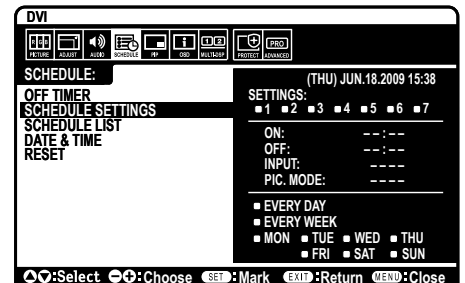 DVI
RGB
PICTURE ADJUST AUDIO SCHEDULE PIP OSD MULTI-DSP PROTECT ADVANCED
PRO
SCHEDULE:
OFF TIMER
SCHEDULE SETTINGS
SCHEDULE LIST
DATE & TIME
RESET
(THU) JUN.18.2009 15:38
SETTINGS:
1 2 3 4 5 6 7
ON: --:--
OFF: --:--
INPUT: ----
PIC. MODE: ----
EVERY DAY
EVERY WEEK
MON TUE WED THU
FRI SAT SUN
:Select :Choose SET:Mark EXIT:Return MENU:Close